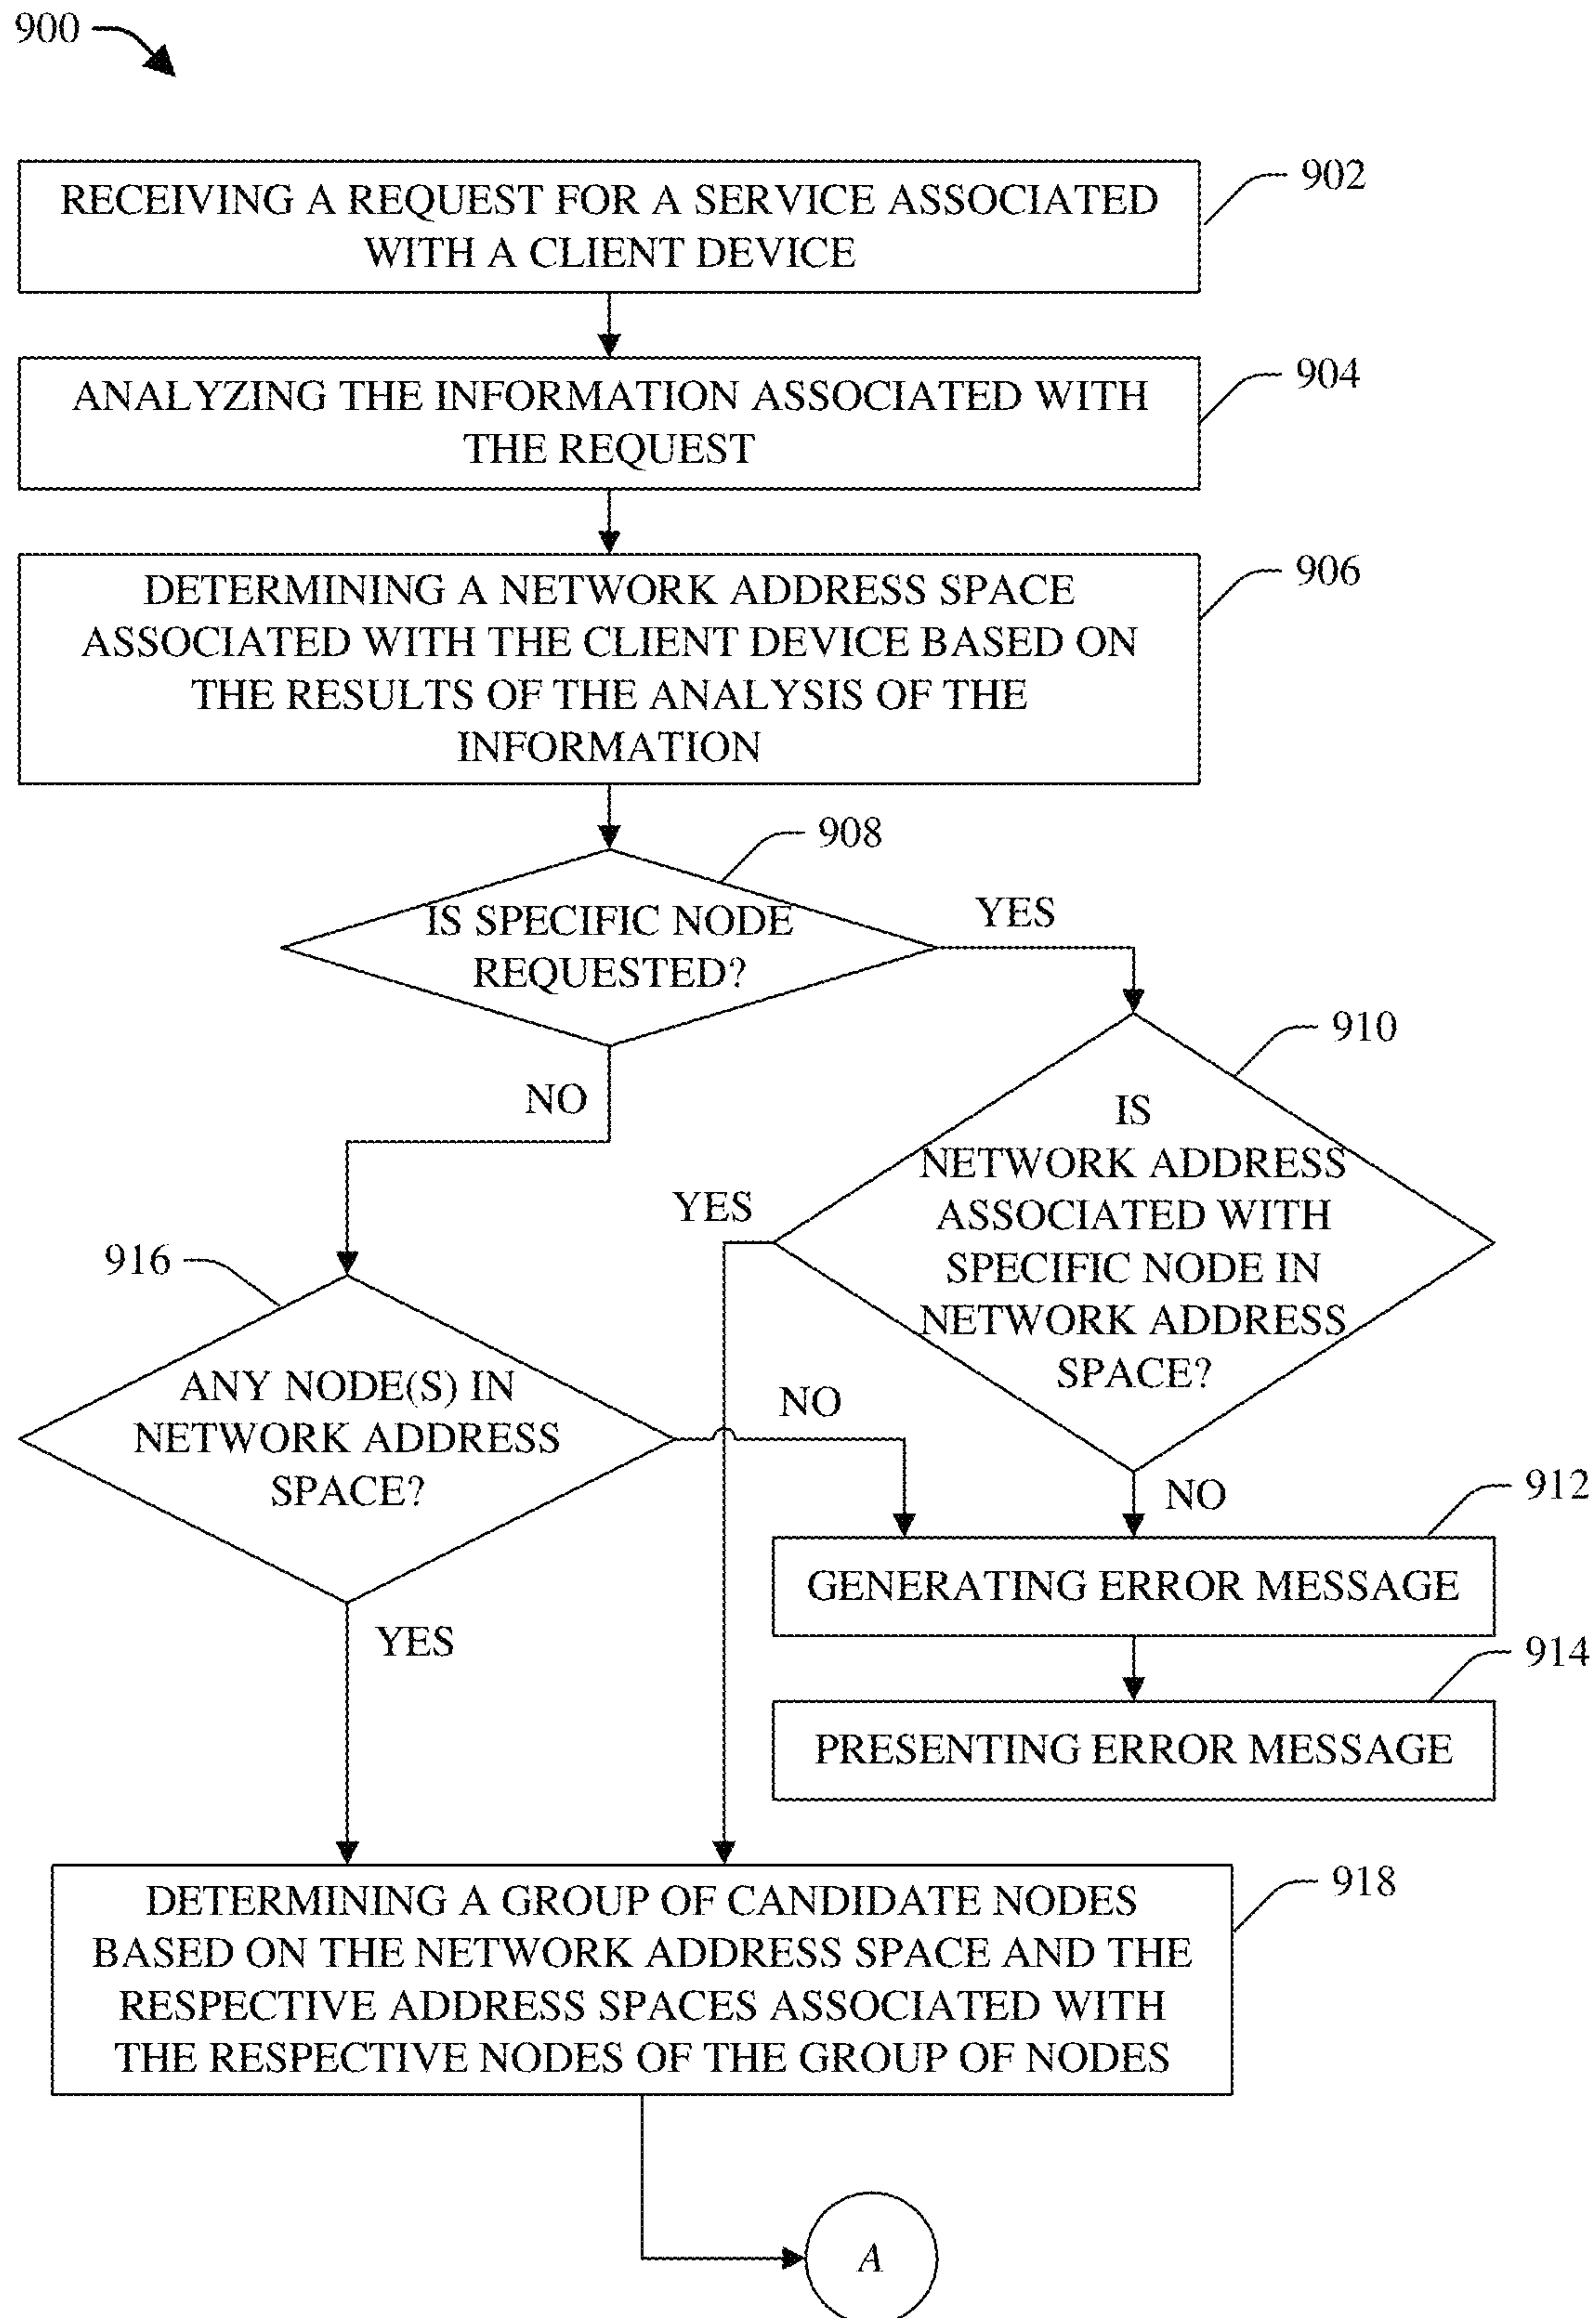 900
RECEIVING A REQUEST FOR A SERVICE ASSOCIATED
WITH A CLIENT DEVICE
902
ANALYZING THE INFORMATION ASSOCIATED WITH
THE REQUEST
904
DETERMINING A NETWORK ADDRESS SPACE
ASSOCIATED WITH THE CLIENT DEVICE BASED ON
THE RESULTS OF THE ANALYSIS OF THE
INFORMATION
906
908
IS SPECIFIC NODE
REQUESTED?
YES
NO
910
IS
NETWORK ADDRESS
ASSOCIATED WITH
SPECIFIC NODE IN
NETWORK ADDRESS
SPACE?
YES
916
ANY NODE(S) IN
NETWORK ADDRESS
SPACE?
NO
NO
912
GENERATING ERROR MESSAGE
YES
914
PRESENTING ERROR MESSAGE
DETERMINING A GROUP OF CANDIDATE NODES
BASED ON THE NETWORK ADDRESS SPACE AND THE
RESPECTIVE ADDRESS SPACES ASSOCIATED WITH
THE RESPECTIVE NODES OF THE GROUP OF NODES
918
A